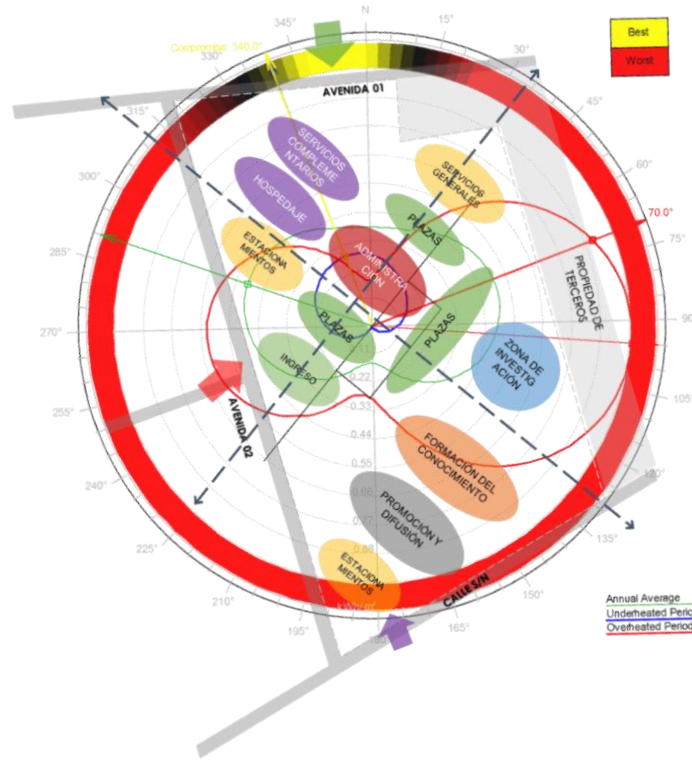 N
345°
15°
Best
Worst
Compromise: 340.0°
330°
30°
AVENIDA 01
315°
45°
SERVICIOS
COMPLEME
NTARIOS
SERVICIOS
GENERALES
60°
300°
HOSPEDAJE
PLAZAS
70.0°
75°
285°
ESTACIONA
MIENTOS
ADMINISTRA
CIÓN
PROPIEDAD DE
TERCEROS
270°
PLAZAS
PLAZAS
90
ZONA DE
INVESTIG
ACIÓN
INGRESO
0.22
0.33
105°
255°
AVENIDA 02
0.44
FORMACIÓN DEL
CONOCIMIENTO
0.55
120°
240°
0.66
PROMOCIÓN Y
DIFUSIÓN
0.77
135°
225°
0.88
ESTACIONA
MIENTOS
150°
210°
CALLE S/N
195°
165°
180°
Annual Average
Underheated Perio
Overheated Period